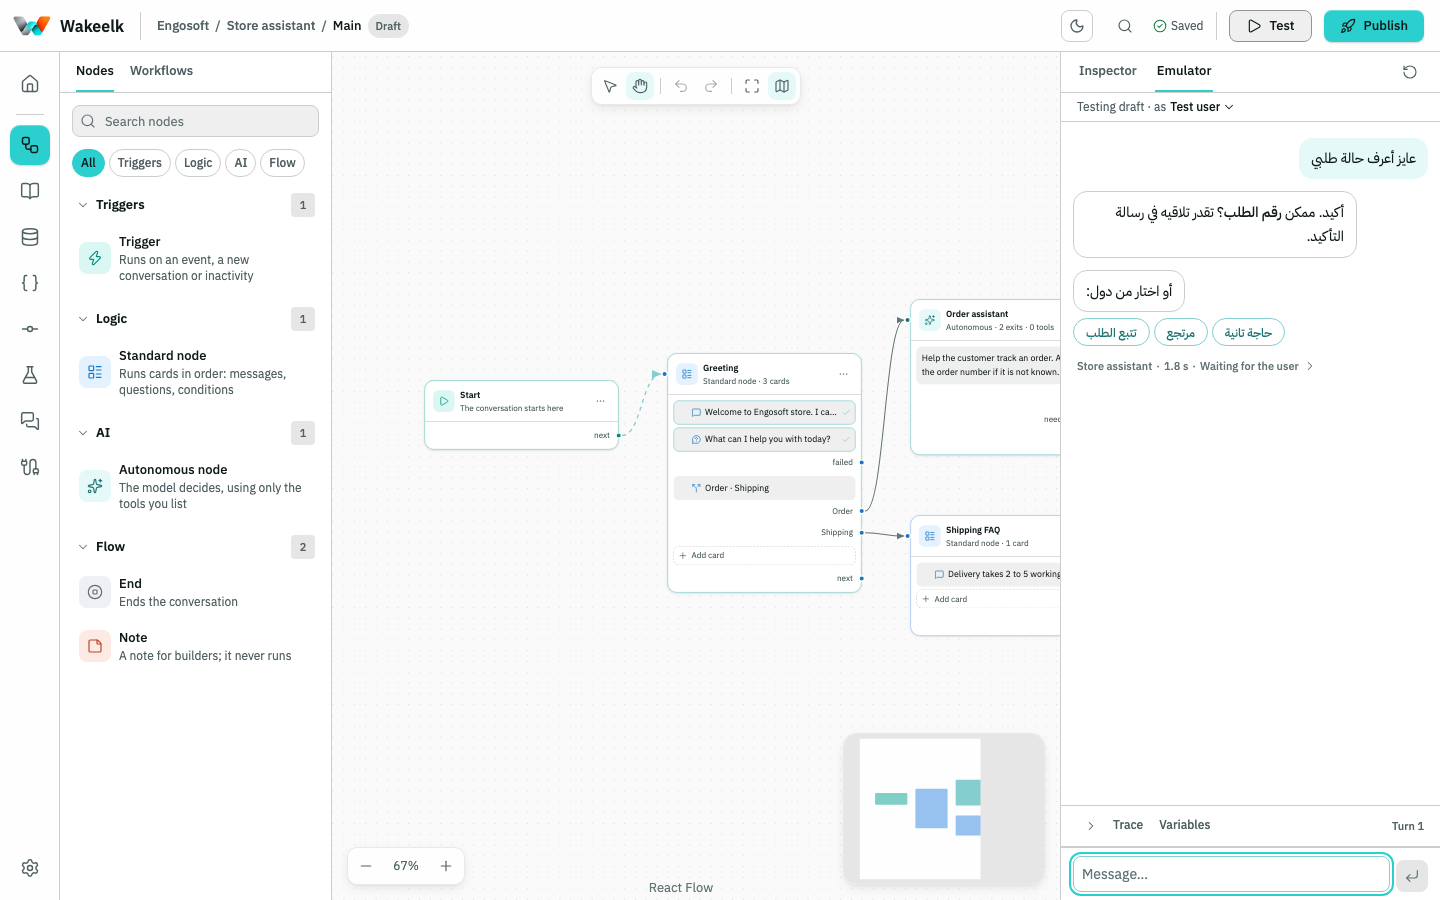 Wakeelk
Engosoft / Store assistant / Main Draft
Saved
Test
Publish
Nodes Workflows
Search nodes
All Triggers Logic AI Flow
Triggers 1
Trigger
Runs on an event, a new
conversation or inactivity
Logic 1
Standard node
Runs cards in order: messages,
questions, conditions
AI 1
Autonomous node
The model decides, using only the
tools you list
Flow 2
End
Ends the conversation
Note
A note for builders; it never runs
Start
The conversation starts here
next
Greeting
Standard node · 3 cards
Welcome to Engosoft store. I ca...
What can I help you with today?
failed
Order · Shipping
Order
Shipping
Add card
next
Order assistant
Autonomous · 2 exits · 0 tools
Help the customer track an order. A
the order number if it is not known.
need
Shipping FAQ
Standard node · 1 card
Delivery takes 2 to 5 working
Add card
67%
React Flow
Inspector Emulator
Testing draft · as Test user
عايز أعرف حالة طلبي
أكيد. ممكن رقم الطلب؟ تقدر تلاقيه في رسالة
التأكيد.
أو اختار من دول:
تتبع الطلب
مرتجع
حاجة تانية
Store assistant · 1.8 s · Waiting for the user
Trace Variables Turn 1
Message...